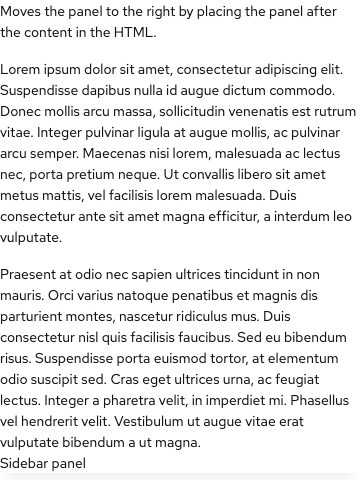 Moves the panel to the right by placing the panel after
the content in the HTML.
Lorem ipsum dolor sit amet, consectetur adipiscing elit.
Suspendisse dapibus nulla id augue dictum commodo.
Donec mollis arcu massa, sollicitudin venenatis est rutrum
vitae. Integer pulvinar ligula at augue mollis, ac pulvinar
arcu semper. Maecenas nisi lorem, malesuada ac lectus
nec, porta pretium neque. Ut convallis libero sit amet
metus mattis, vel facilisis lorem malesuada. Duis
consectetur ante sit amet magna efficitur, a interdum leo
vulputate.
Praesent at odio nec sapien ultrices tincidunt in non
mauris. Orci varius natoque penatibus et magnis dis
parturient montes, nascetur ridiculus mus. Duis
consectetur nisl quis facilisis faucibus. Sed eu bibendum
risus. Suspendisse porta euismod tortor, at elementum
odio suscipit sed. Cras eget ultrices urna, ac feugiat
lectus. Integer a pharetra velit, in imperdiet mi. Phasellus
vel hendrerit velit. Vestibulum ut augue vitae erat
vulputate bibendum a ut magna.
Sidebar panel